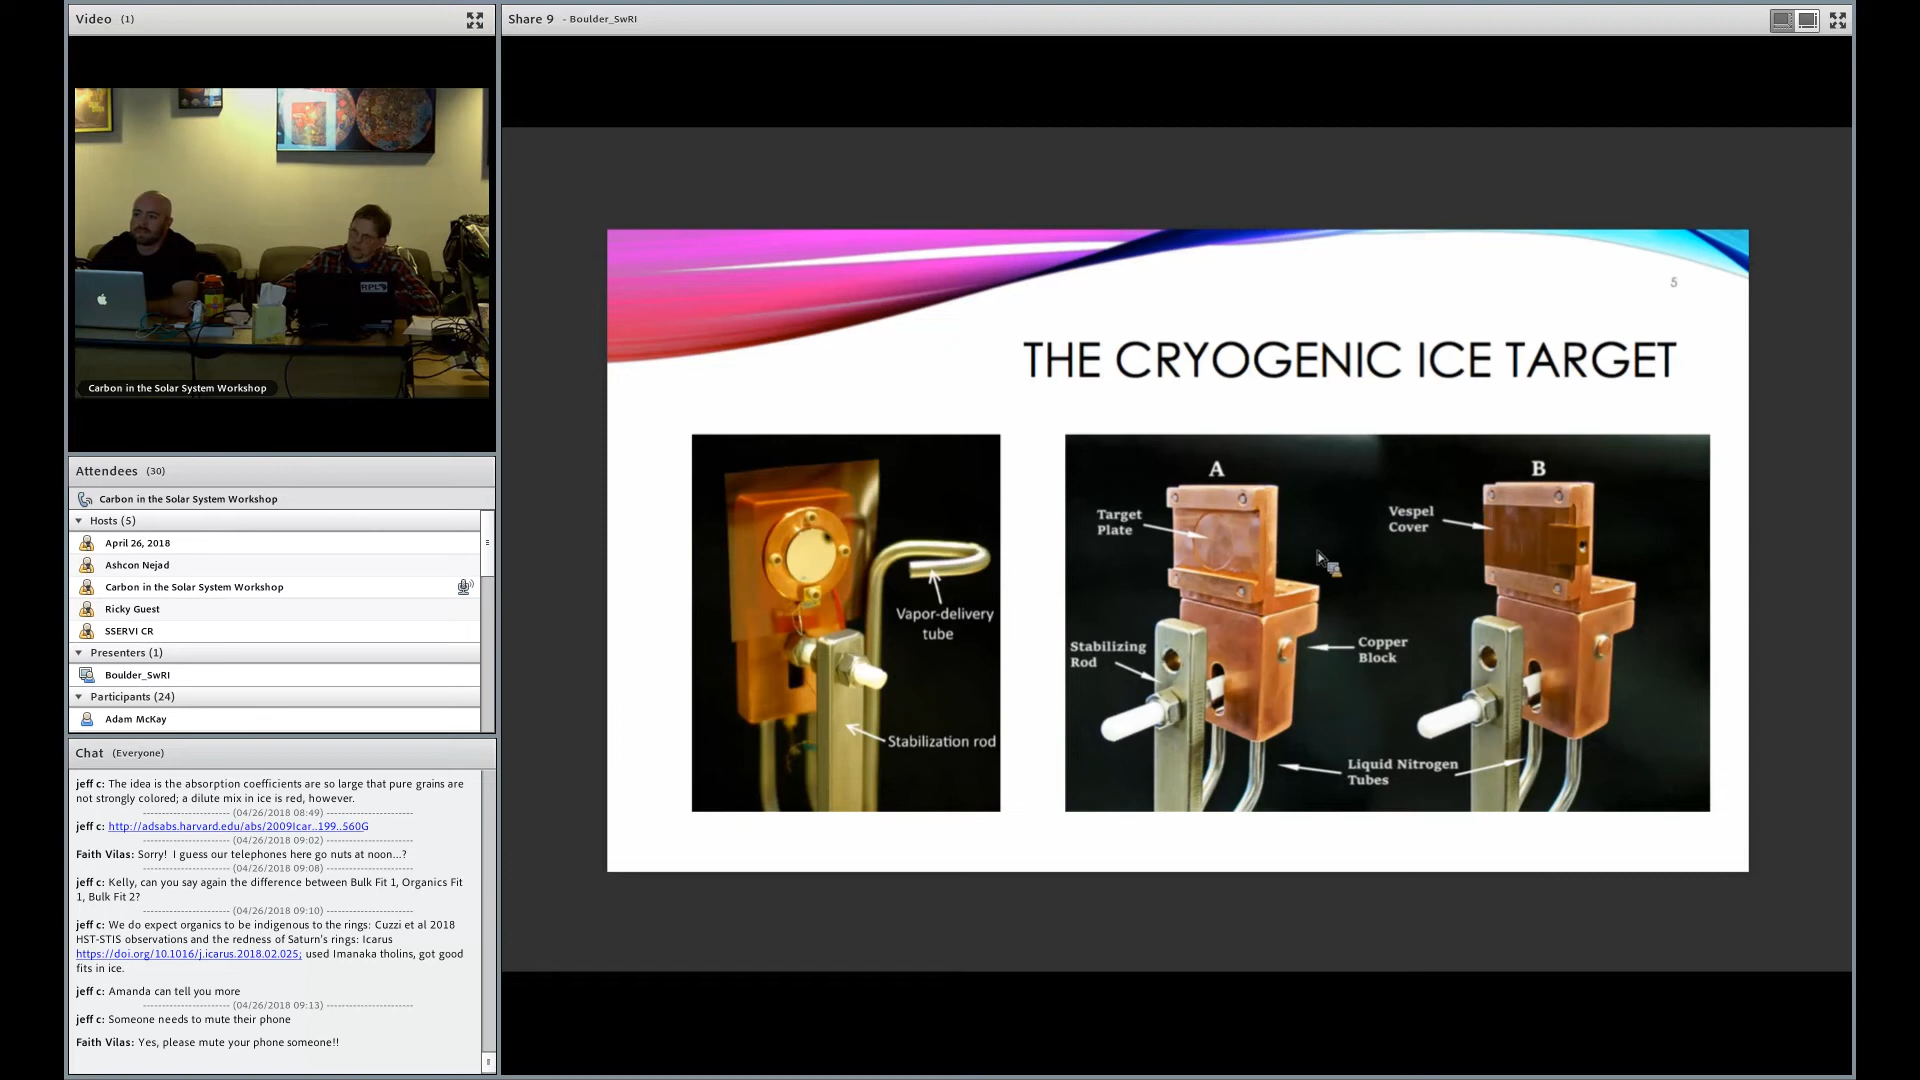 Video (1)
Carbon in the Solar System Workshop
Attendees (30)
Carbon in the Solar System Workshop
Hosts (5)
April 26, 2018
Ashcon Nejad
Carbon in the Solar System Workshop
Ricky Guest
SSERVI CR
Presenters (1)
Boulder_SwRI
Participants (24)
Adam McKay
Chat (Everyone)
jeff c: The idea is the absorption coefficients are so large that pure grains are
not strongly colored; a dilute mix in ice is red, however.
---------------------- (04/26/2018 08:49) ----------------------
jeff c: http://adsabs.harvard.edu/abs/2009Icar..199..560G
---------------------- (04/26/2018 09:02) ----------------------
Faith Vilas: Sorry!  I guess our telephones here go nuts at noon...?
---------------------- (04/26/2018 09:08) ----------------------
jeff c: Kelly, can you say again the difference between Bulk Fit 1, Organics Fit
1, Bulk Fit 2?
---------------------- (04/26/2018 09:10) ----------------------
jeff c: We do expect organics to be indigenous to the rings: Cuzzi et al 2018
HST-STIS observations and the redness of Saturn's rings: Icarus
https://doi.org/10.1016/j.icarus.2018.02.025; used Imanaka tholins, got good
fits in ice.
jeff c: Amanda can tell you more
---------------------- (04/26/2018 09:13) ----------------------
jeff c: Someone needs to mute their phone
Faith Vilas: Yes, please mute your phone someone!!
Share 9 - Boulder_SwRI
5
THE CRYOGENIC ICE TARGET
Vapor-delivery
tube
Stabilization rod
A
B
Target
Plate
Vespel
Cover
Stabilizing
Rod
Copper
Block
Liquid Nitrogen
Tubes